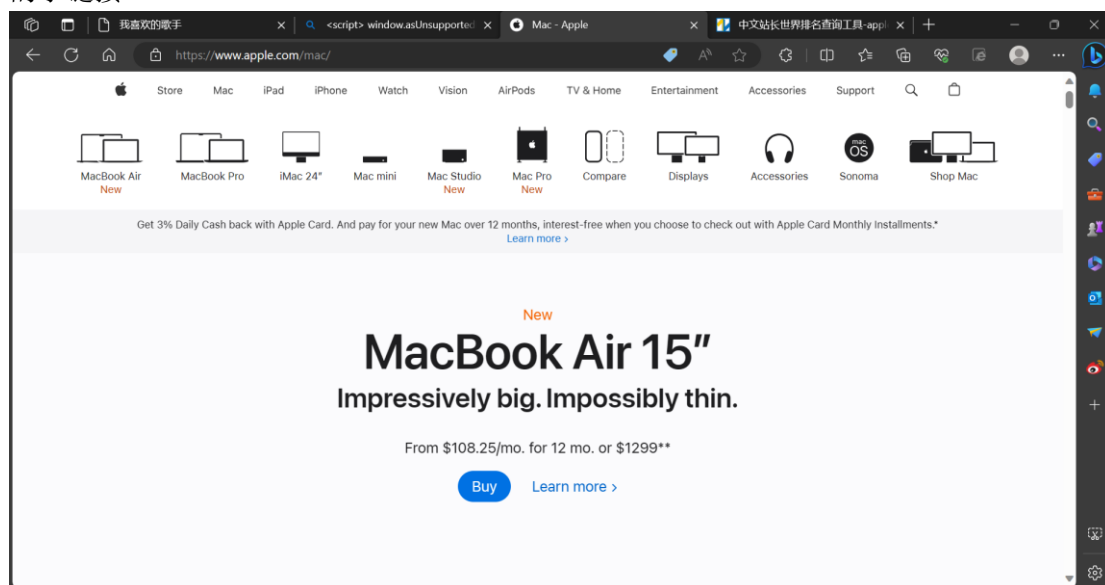 我喜欢的歌手
<script> window.asUnsupported
Mac - Apple
中文站长世界排名查询工具-appl
https://www.apple.com/mac/
Store Mac iPad iPhone Watch Vision AirPods TV & Home Entertainment Accessories Support
MacBook Air MacBook Pro iMac 24" Mac mini Mac Studio Mac Pro Compare Displays Accessories Sonoma Shop Mac
New New New
mac OS
Get 3% Daily Cash back with Apple Card. And pay for your new Mac over 12 months, interest-free when you choose to check out with Apple Card Monthly Installments.*
Learn more >
New
MacBook Air 15”
Impressively big. Impossibly thin.
From $108.25/mo. for 12 mo. or $1299**
Buy Learn more >